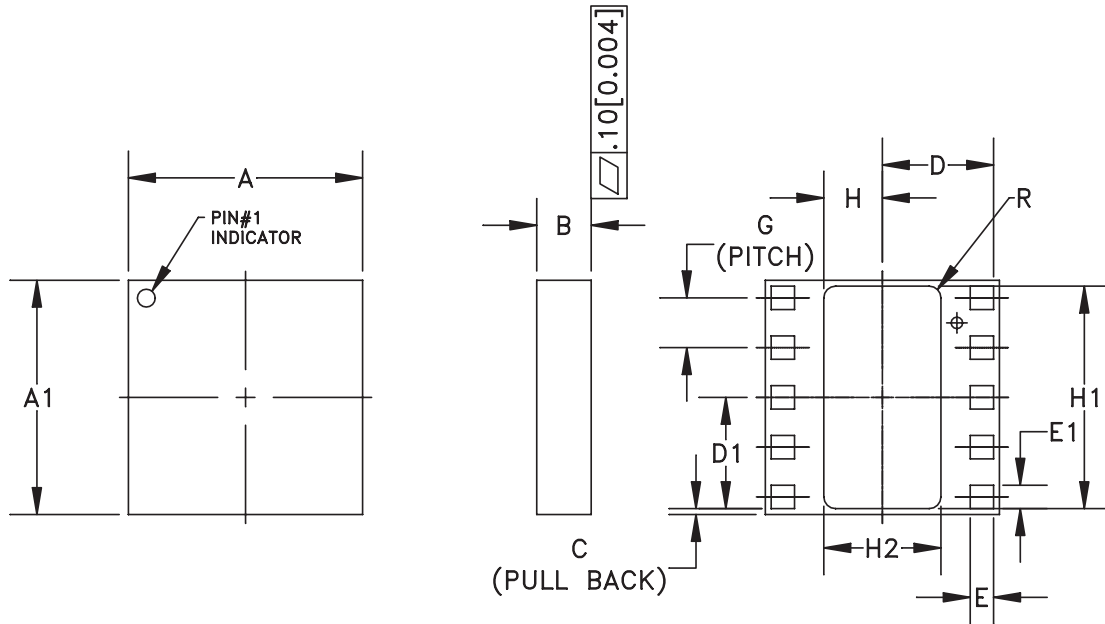 .10[0.004]
A
PIN#1
INDICATOR
A1
B
D
H
R
G
(PITCH)
D1
H1
E1
C
(PULL BACK)
H2
E